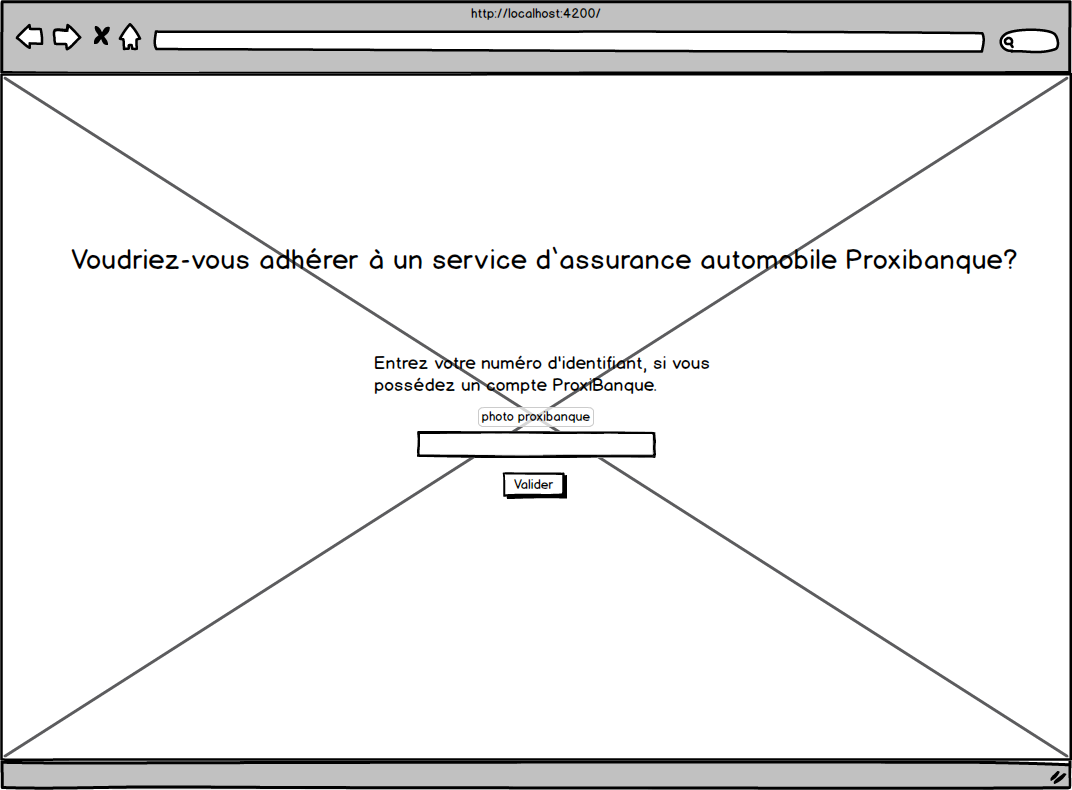 http://localhost:4200/
Voudriez-vous adhérer à un service d`assurance automobile Proxibanque?
Entrez votre numéro d'identifiant, si vous
possédez un compte ProxiBanque.
photo proxibanque
Valider